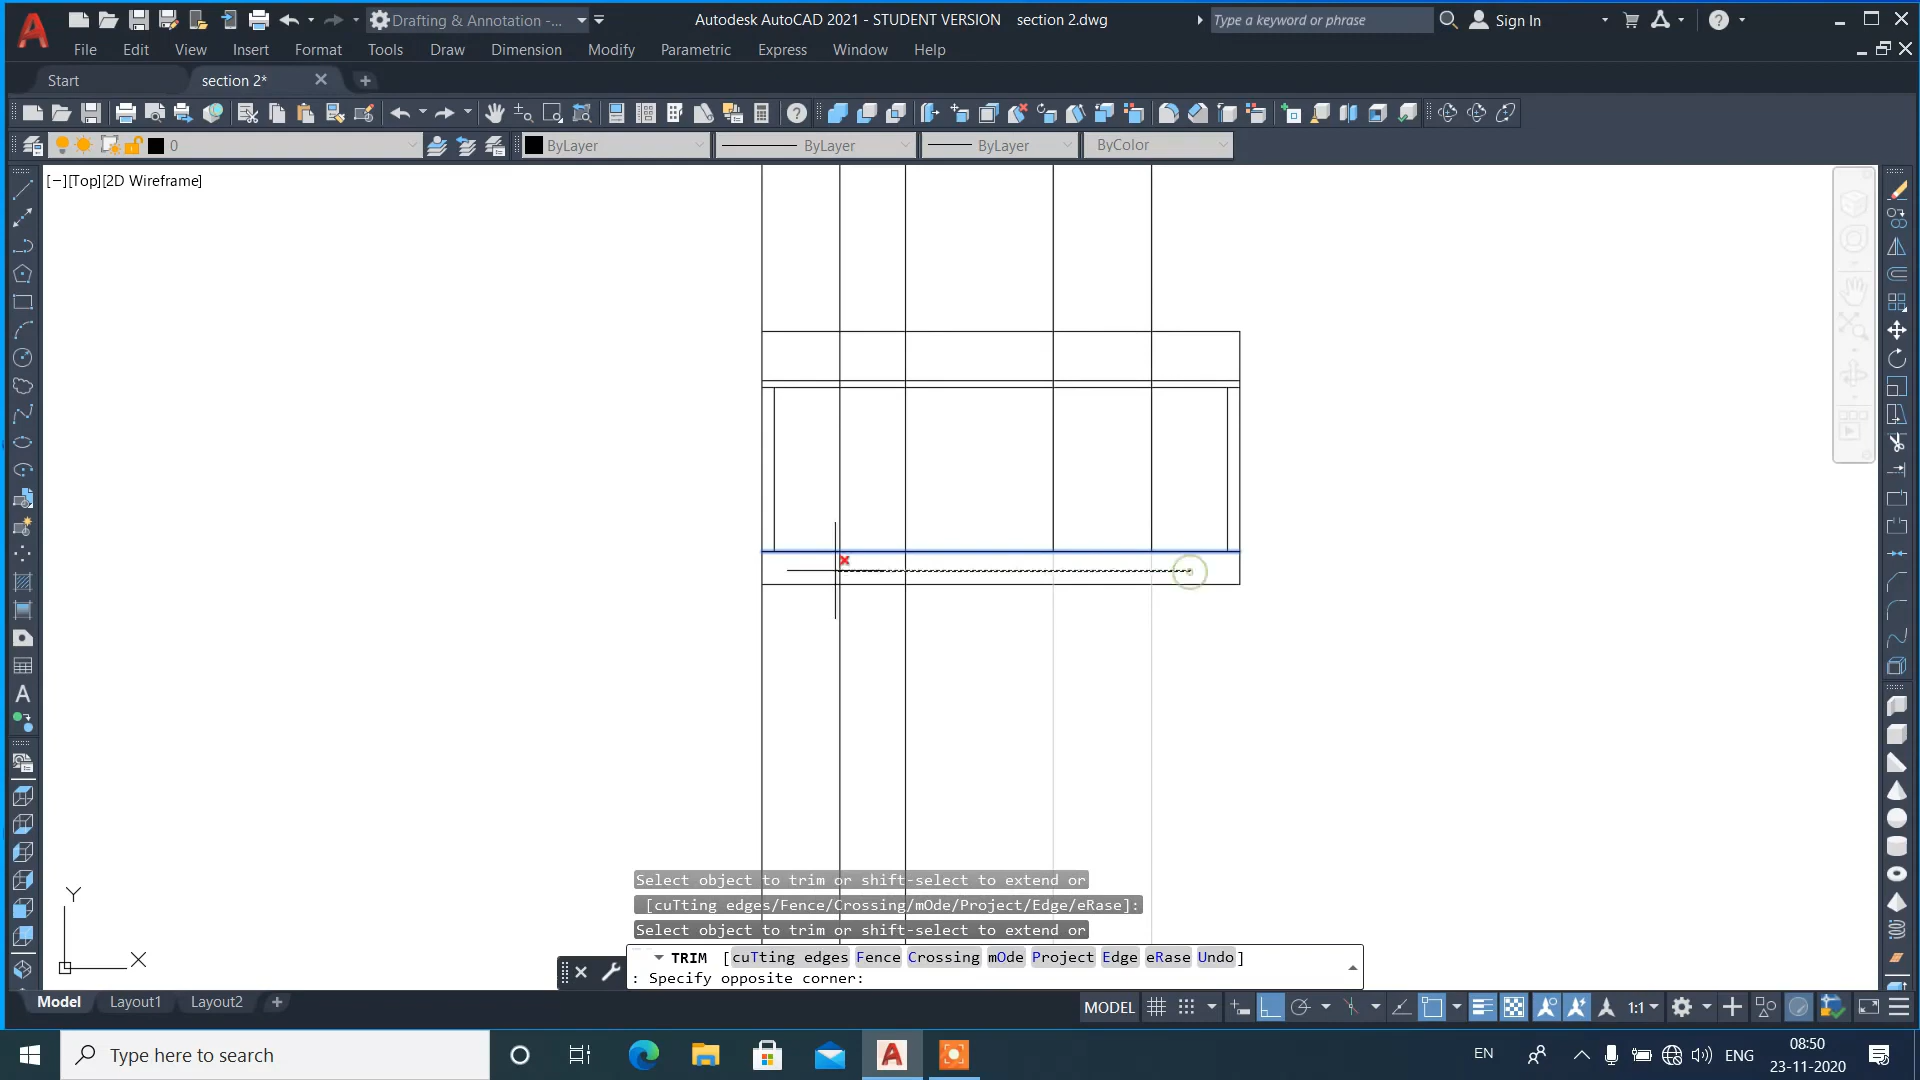 Drafting & Annotation -...
Autodesk AutoCAD 2021 - STUDENT VERSION section 2.dwg
Type a keyword or phrase
Sign In
File Edit View Insert Format Tools Draw Dimension Modify Parametric Express Window Help
Start
section 2*
0
ByLayer
ByLayer
ByLayer
ByColor
[−][Top][2D Wireframe]
Y
X
Select object to trim or shift-select to extend or
[cuTting edges/Fence/Crossing/mOde/Project/Edge/eRase]:
Select object to trim or shift-select to extend or
TRIM [cuTting edges Fence Crossing mOde Project Edge eRase Undo]
: Specify opposite corner:
Model Layout1 Layout2
MODEL
1:1
Type here to search
EN
ENG
08:50
23-11-2020